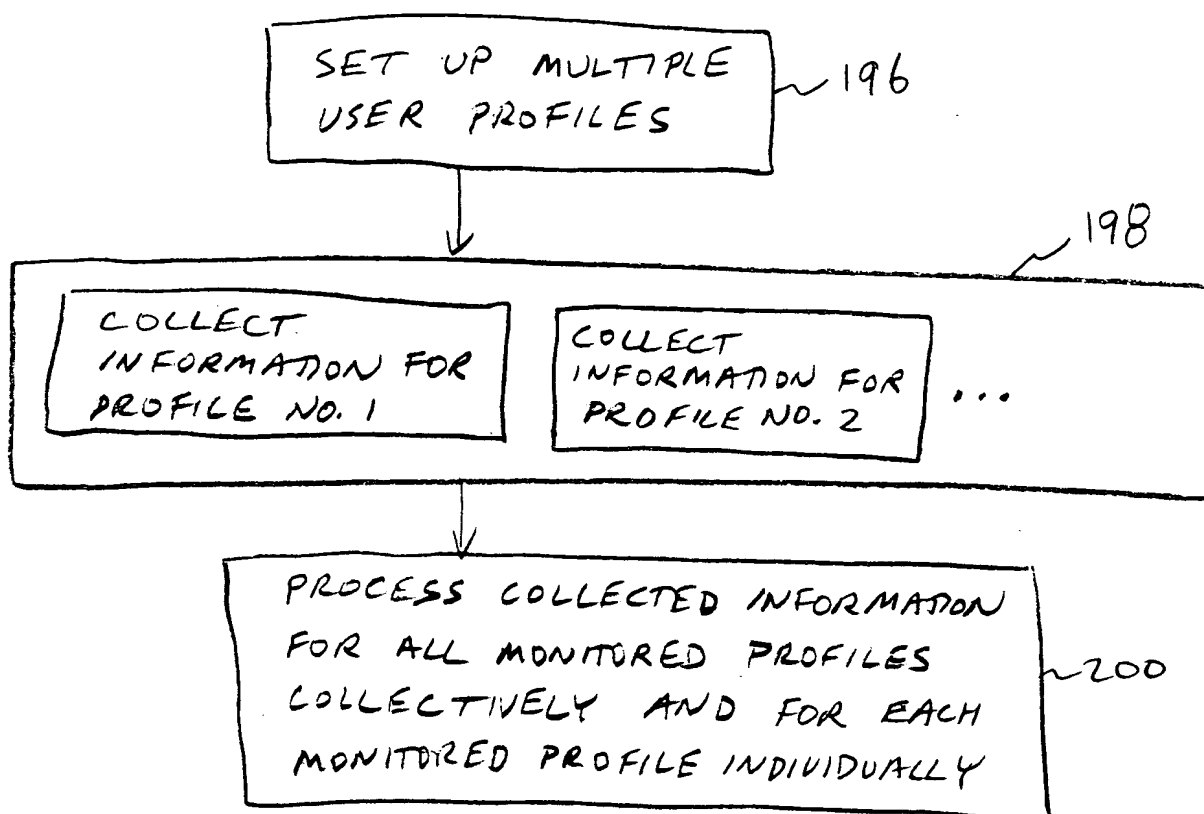 SET UP MULTIPLE
USER PROFILES
196
198
COLLECT
INFORMATION FOR
PROFILE NO. 1
COLLECT
INFORMATION FOR
PROFILE NO. 2
...
PROCESS COLLECTED INFORMATION
FOR ALL MONITORED PROFILES
COLLECTIVELY AND FOR EACH
MONITORED PROFILE INDIVIDUALLY
200